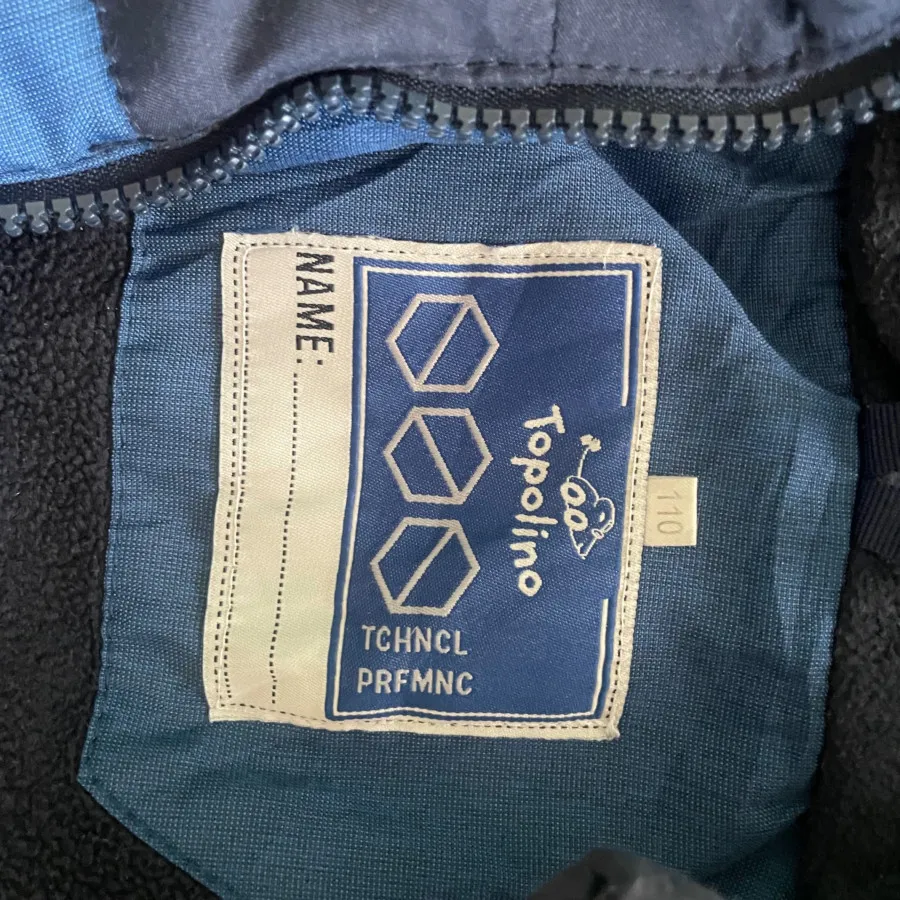 Topolino
110
NAME:
TCHNCL
PRFMNC